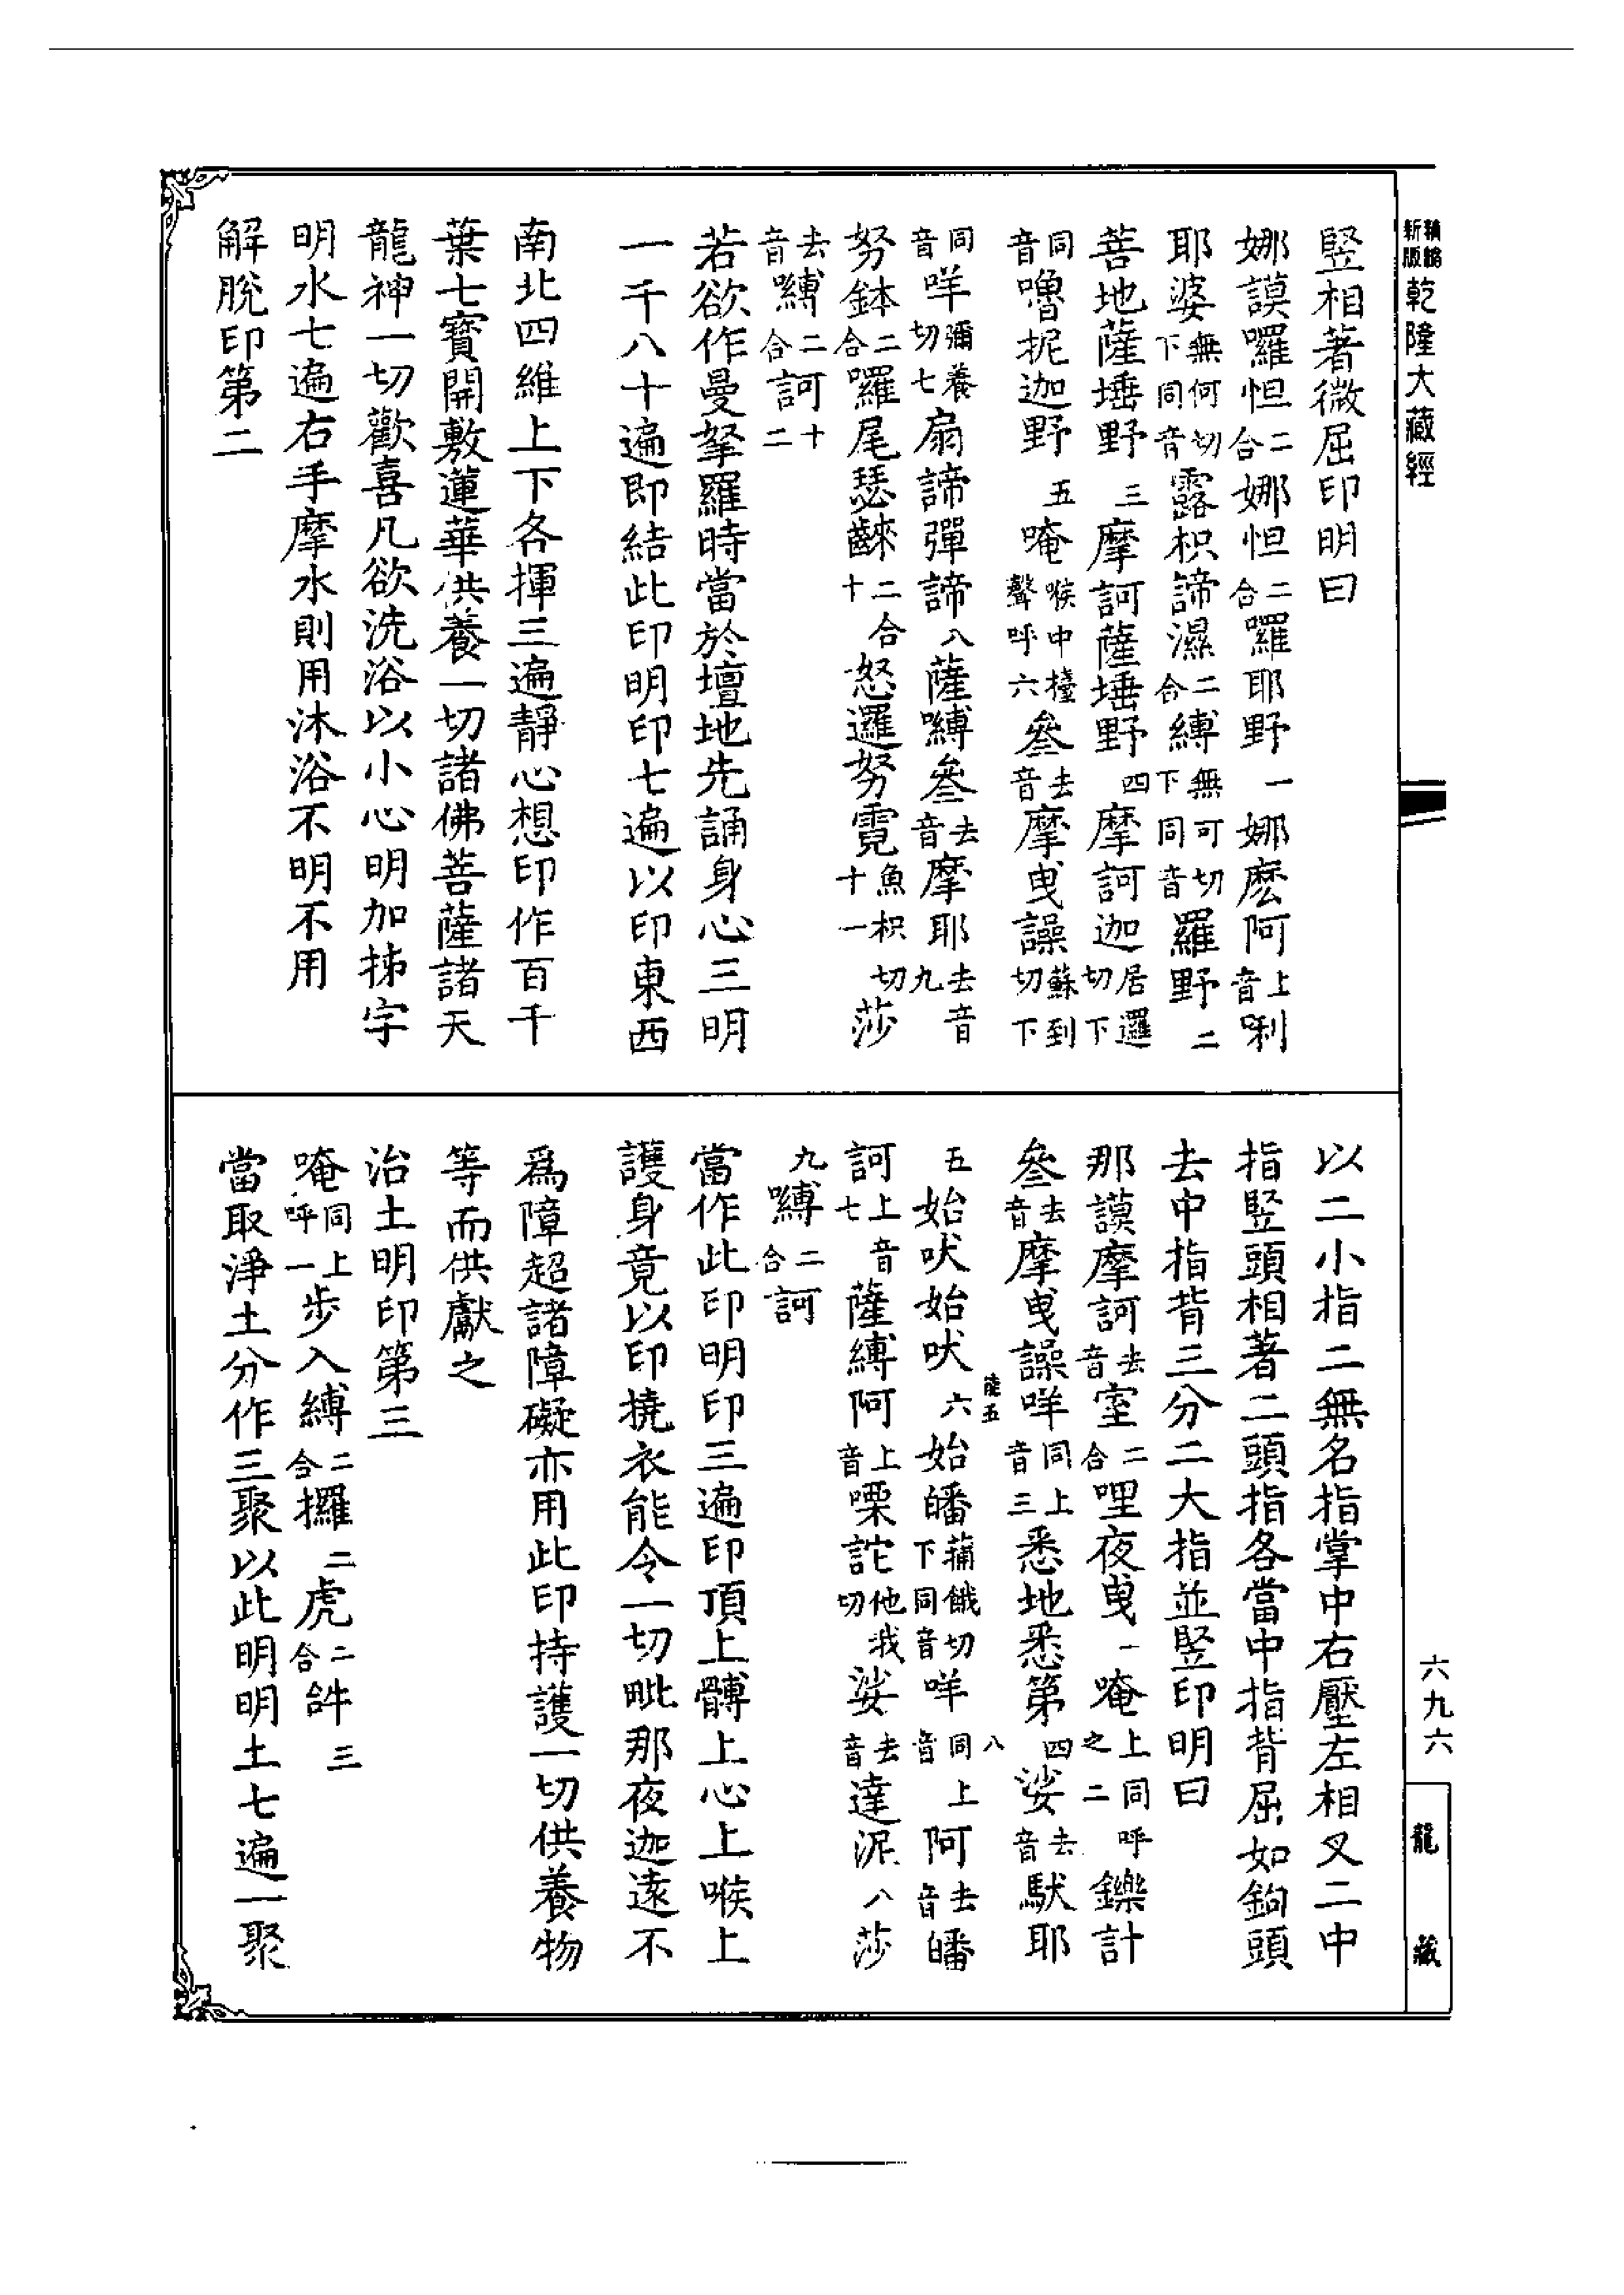 新版 精縮 乾隆大藏經
竪相著微屈印明曰
娜謨囉怛二合娜怛二合囉耶野一娜麼阿上音唎
耶婆無何切下同音露枳諦濕二合縛無可切下同音羅野二
菩地薩埵野三摩訶薩埵野四摩訶迦居邏切下
同音嚕抳迦野五唵喉中擡聲呼六叄去音摩曳譟蘇到切下
同音咩彌養切七扇諦彈諦八薩嚩叄去音摩耶去音九
努鉢二合囉尾瑟齼二合十怒邏努霓魚枳切十一莎
去音嚩二合訶十二
若欲作曼拏羅時當於壇地先誦身心三明
一千八十遍即結此印明印七遍以印東西
南北四維上下各揮三遍靜心想印作百千
葉七寶開敷蓮華供養一切諸佛菩薩諸天
龍神一切歡喜凡欲洗浴以小心明加抹字
明水七遍右手摩水則用沐浴不明不用
解脫印第二
以二小指二無名指掌中右壓左相叉二中
指竪頭相著二頭指各當中指背屈如鉤頭
去中指背三分二大指並竪印明曰
那謨摩訶去音室二合哩夜曳一唵上同呼之二鑠計
叄去音摩曳譟咩同上音三悉地悉第四娑去音馱耶
五始吠始吠六始皤蒱餓切下同音咩同上音八阿去音皤
訶上音七薩縛阿上音㗚詑他我切娑去音達泥八莎
九嚩二合訶
陸五
當作此印明印三遍印頂上髆上心上喉上
護身竟以印撓衣能令一切毗那夜迦遠不
爲障超諸障礙亦用此印持護一切供養物
等而供獻之
治土明印第三
唵同上呼一步入縛二合攞二虎二合𤙖三
當取淨土分作三聚以此明明土七遍一聚
六九六
龍藏